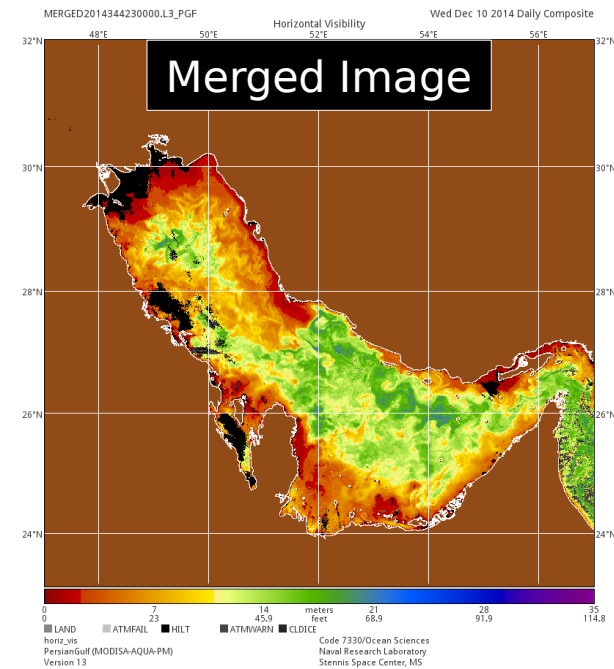 MERGED2014344230000.L3_PGF
Wed Dec 10 2014 Daily Composite
Horizontal Visibility
48°E 50°E 52°E 54°E 56°E
32°N 32°N
Merged Image
30°N 30°N
28°N 28°N
26°N 26°N
24°N 24°N
0 7 14 meters 21 28 35
0 23 45.9 feet 68.9 91.9 114.8
LAND ATMFAIL HILT ATMWARN CLDICE
horiz_vis Code 7330/Ocean Sciences
PersianGulf (MODISA-AQUA-PM) Naval Research Laboratory
Version 13 Stennis Space Center, MS